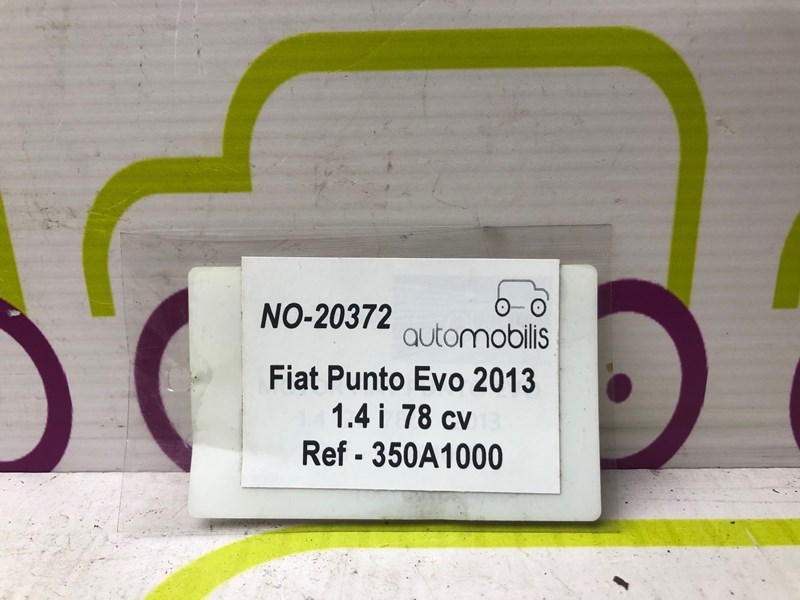 NO-20372
automobilis
Fiat Punto Evo 2013
1.4 i 78 cv
Ref - 350A1000